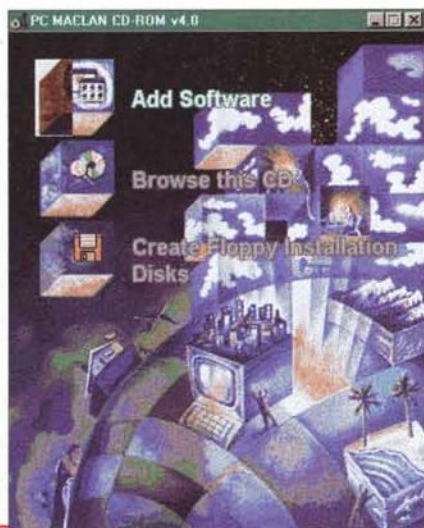 PC MACLAN CD-ROM v4.0
Add Software
Browse this CD
Create Floppy Installation
Disks